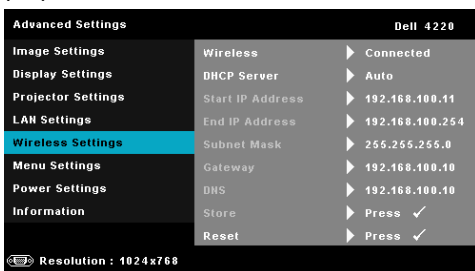 Advanced Settings Dell 4220
Image Settings Wireless Connected
Display Settings DHCP Server Auto
Projector Settings Start IP Address 192.168.100.11
LAN Settings End IP Address 192.168.100.254
Wireless Settings Subnet Mask 255.255.255.0
Menu Settings Gateway 192.168.100.10
Power Settings DNS 192.168.100.10
Information Store Press ✓
Reset Press ✓
Resolution : 1024x768